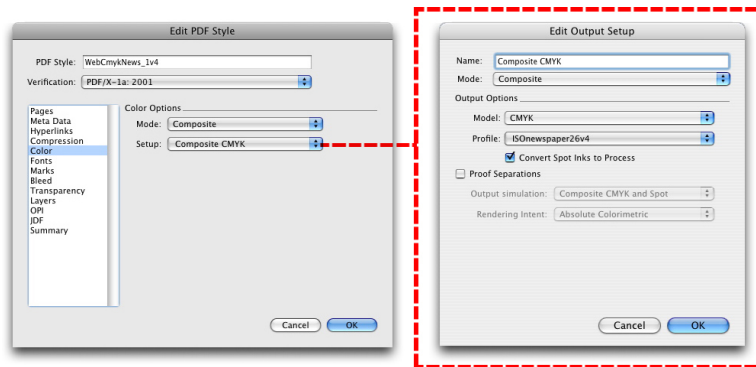 Edit PDF Style
PDF Style: WebCmykNews_1v4
Verification: PDF/X-1a: 2001
Pages
Meta Data
Hyperlinks
Compression
Color
Fonts
Marks
Bleed
Transparency
Layers
OPI
JDF
Summary
Color Options
Mode: Composite
Setup: Composite CMYK
Cancel OK
Edit Output Setup
Name: Composite CMYK
Mode: Composite
Output Options
Model: CMYK
Profile: ISOnewspaper26v4
Convert Spot Inks to Process
Proof Separations
Output simulation: Composite CMYK and Spot
Rendering Intent: Absolute Colorimetric
Cancel OK